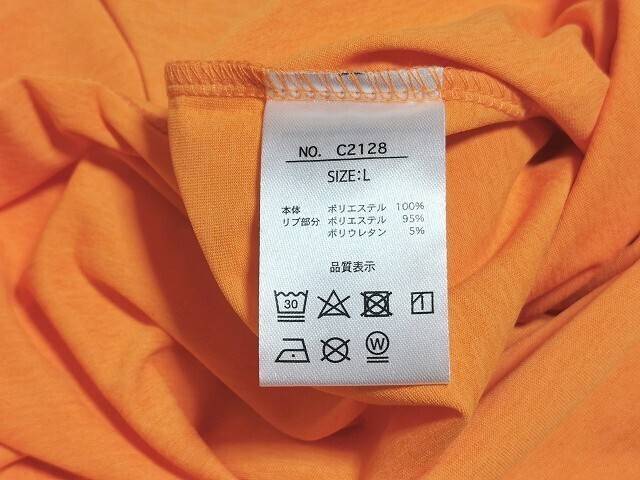 NO. C2128
SIZE:L
本体 ポリエステル 100%
リブ部分 ポリエステル 95%
ポリウレタン 5%
品質表示
30
W